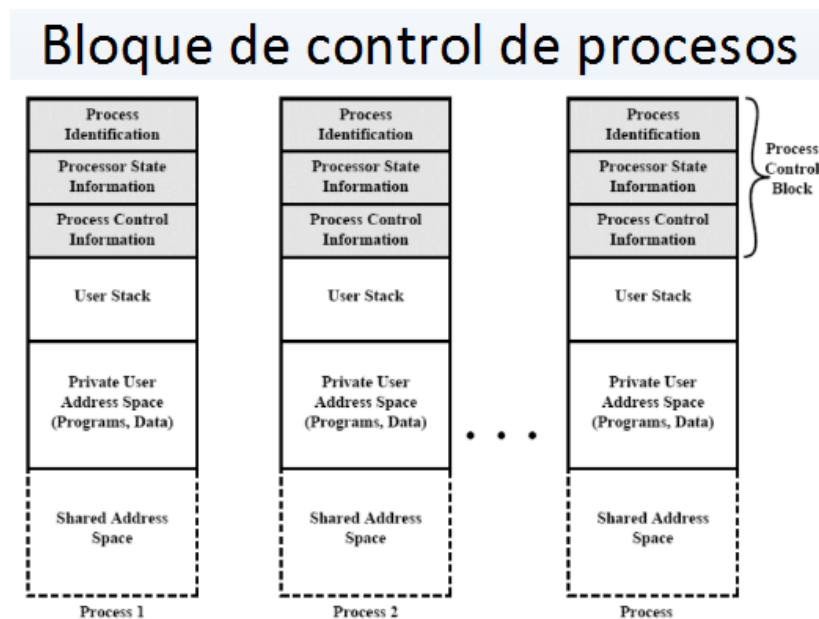 Bloque de control de procesos
Process
Identification
Processor State
Information
Process Control
Information
User Stack
Private User
Address Space
(Programs, Data)
Shared Address
Space
Process 1
Process
Identification
Processor State
Information
Process Control
Information
User Stack
Private User
Address Space
(Programs, Data)
Shared Address
Space
Process 2
• • •
Process
Identification
Processor State
Information
Process Control
Information
User Stack
Private User
Address Space
(Programs, Data)
Shared Address
Space
Process
Process
Control
Block